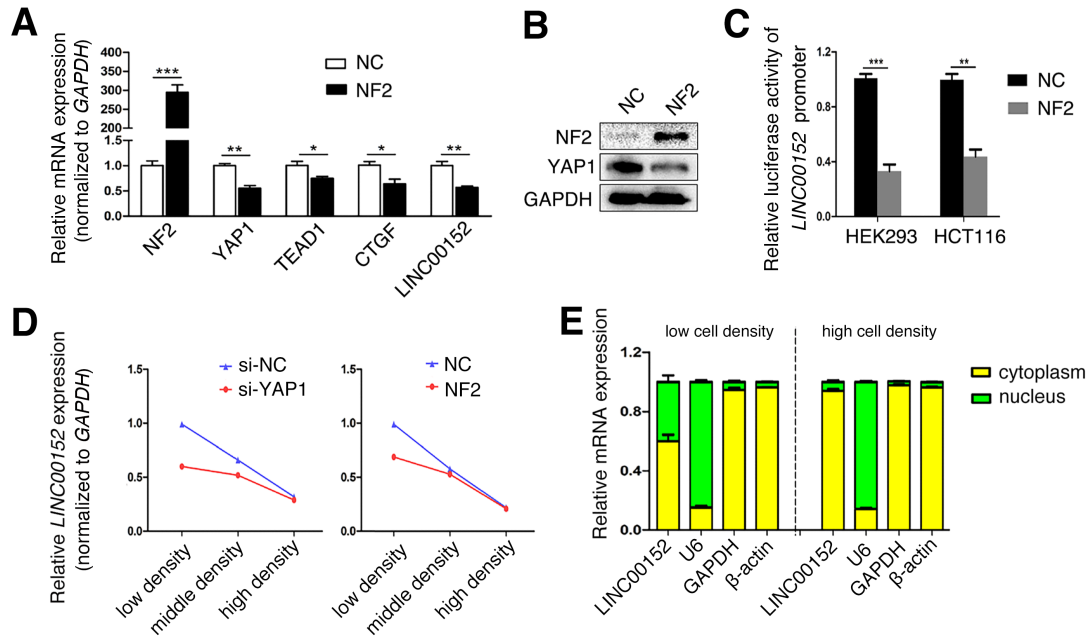 A
Relative mRNA expression
(normalized to GAPDH)
400
350
300
250
200
1.5
1.0
0.5
0.0
***
**
*
*
**
NC
NF2
NF2
YAP1
TEAD1
CTGF
LINC00152
B
NC
NF2
NF2
YAP1
GAPDH
C
Relative luciferase activity of
LINC00152 promoter
1.2
0.8
0.4
0.0
***
**
NC
NF2
HEK293
HCT116
D
Relative LINC00152 expression
(normalized to GAPDH)
1.5
1.0
0.5
0.0
si-NC
si-YAP1
low density
middle density
high density
1.5
1.0
0.5
0.0
NC
NF2
low density
middle density
high density
E
Relative mRNA expression
low cell density
high cell density
1.2
0.8
0.4
0.0
cytoplasm
nucleus
LINC00152
U6
GAPDH
β-actin
LINC00152
U6
GAPDH
β-actin